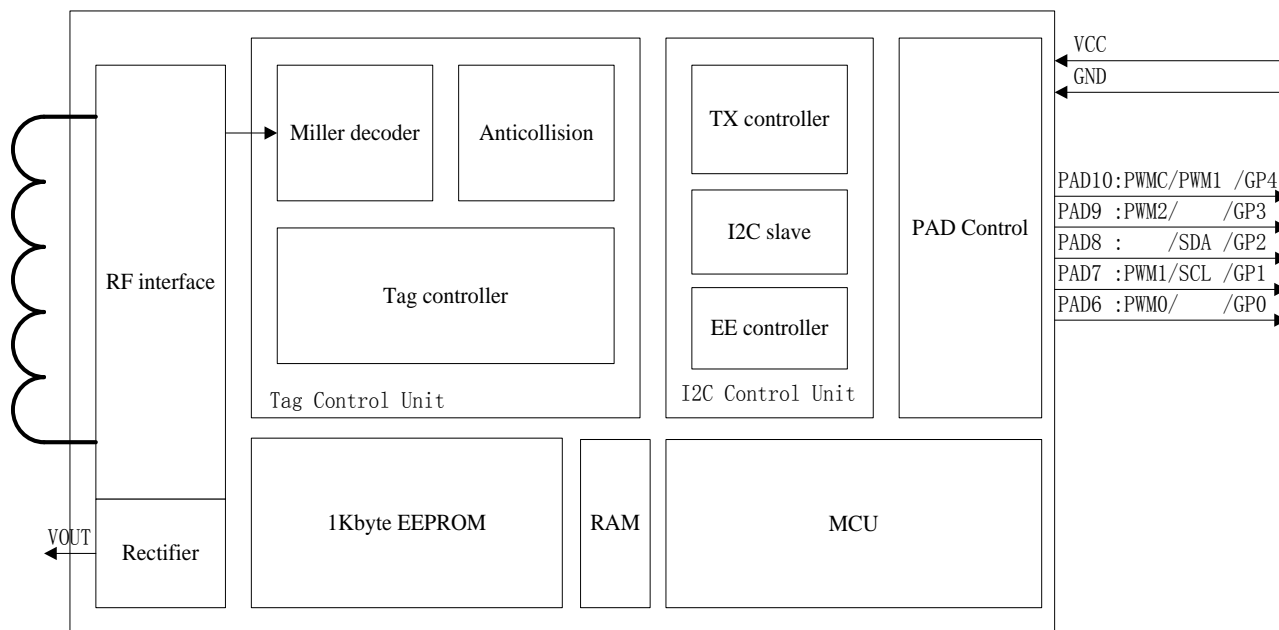 VCC
GND
Miller decoder
Anticollision
TX controller
PAD10:PWMC/PWM1 /GP4
PAD9 :PWM2/ /GP3
PAD8 : /SDA /GP2
PAD7 :PWM1/SCL /GP1
PAD6 :PWM0/ /GP0
I2C slave
PAD Control
RF interface
Tag controller
EE controller
Tag Control Unit
I2C Control Unit
1Kbyte EEPROM
RAM
MCU
VOUT
Rectifier